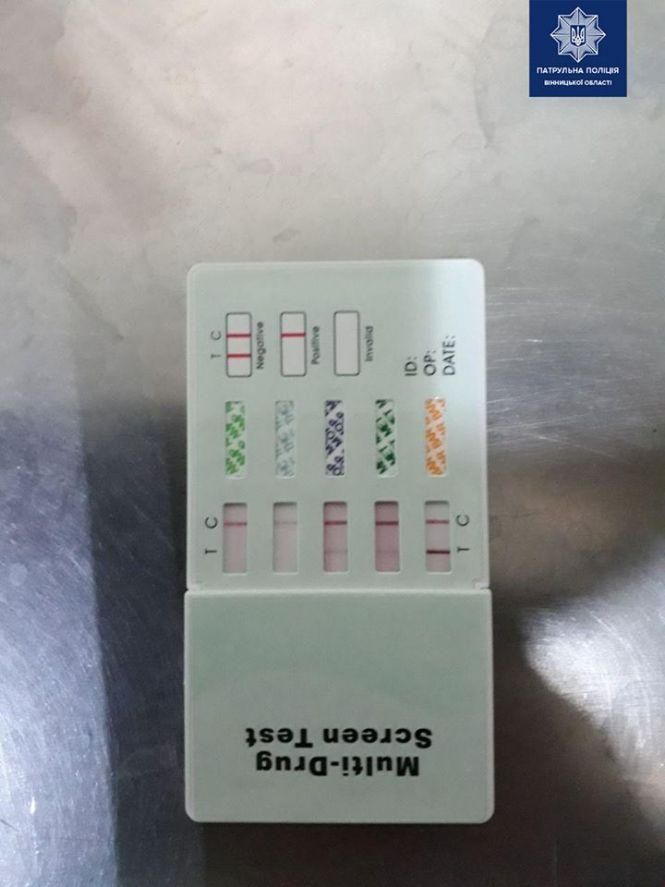 ПАТРУЛЬНА ПОЛІЦІЯ
ВІННИЦЬКОЇ ОБЛАСТІ
T C
Negative
Positive
Invalid
ID:
OP:
DATE:
T C
T C
Multi-Drug
Screen Test